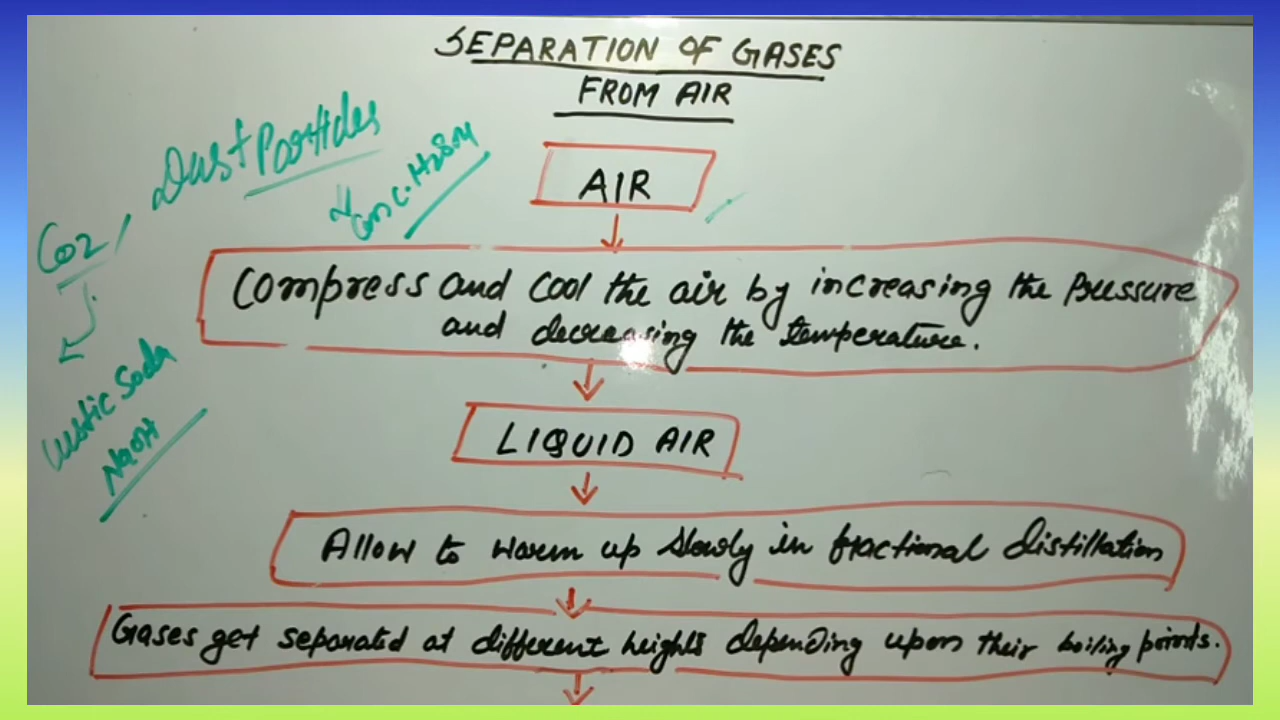 SEPARATION OF GASES
FROM AIR
Dust Particles
Conc. H2SO4
CO2,
Custic Soda
NaOH
AIR
Compress and cool the air by increasing the pressure
and decreasing the temperature.
LIQUID AIR
Allow to warm up slowly in fractional distillation
Gases get separated at different heights depending upon their boiling points.